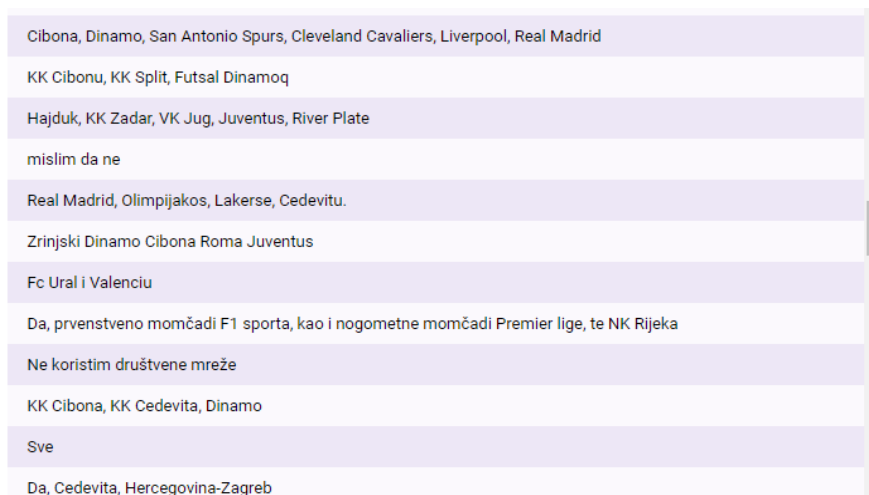 Cibona, Dinamo, San Antonio Spurs, Cleveland Cavaliers, Liverpool, Real Madrid
KK Cibonu, KK Split, Futsal Dinamoq
Hajduk, KK Zadar, VK Jug, Juventus, River Plate
mislim da ne
Real Madrid, Olimpijakos, Lakerse, Cedevitu.
Zrinjski Dinamo Cibona Roma Juventus
Fc Ural i Valenciu
Da, prvenstveno momčadi F1 sporta, kao i nogometne momčadi Premier lige, te NK Rijeka
Ne koristim društvene mreže
KK Cibona, KK Cedevita, Dinamo
Sve
Da, Cedevita, Hercegovina-Zagreb